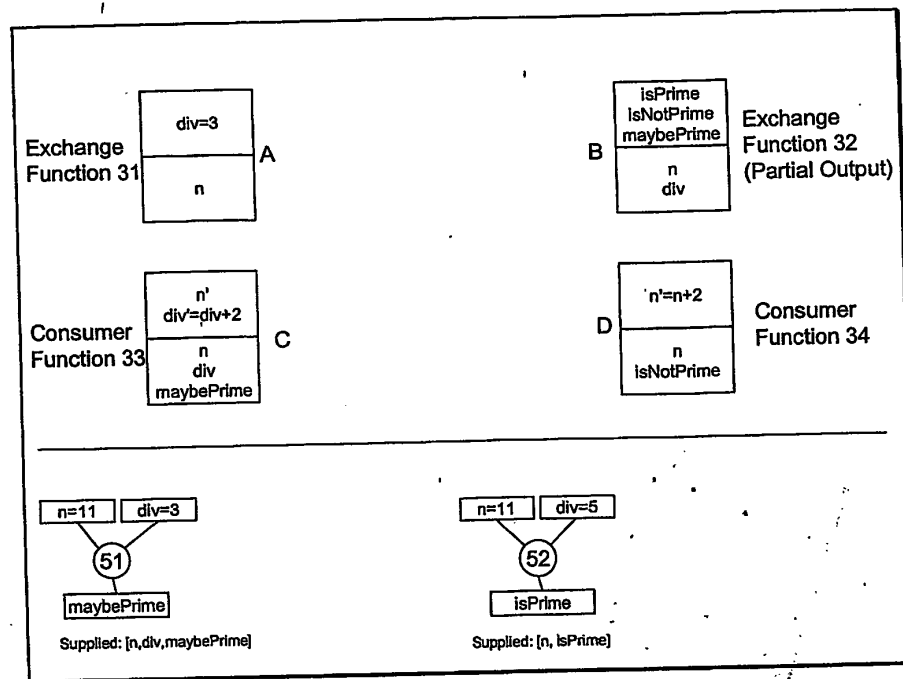 Exchange
Function 31
div=3
n
A
B
isPrime
isNotPrime
maybePrime
n
div
Exchange
Function 32
(Partial Output)
Consumer
Function 33
n'
div'=div+2
n
div
maybePrime
C
D
n'=n+2
n
isNotPrime
Consumer
Function 34
n=11
div=3
51
maybePrime
Supplied: [n,div,maybePrime]
n=11
div=5
52
isPrime
Supplied: [n, isPrime]